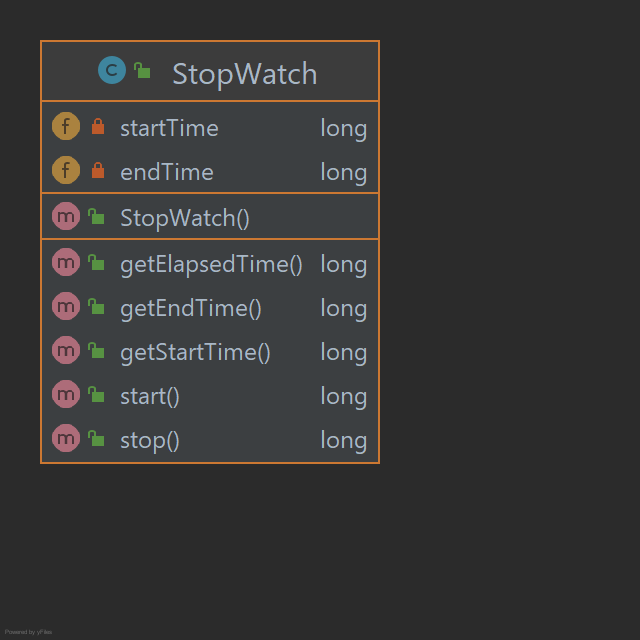 C StopWatch
f startTime long
f endTime long
m StopWatch()
m getElapsedTime() long
m getEndTime() long
m getStartTime() long
m start() long
m stop() long
Powered by yFiles